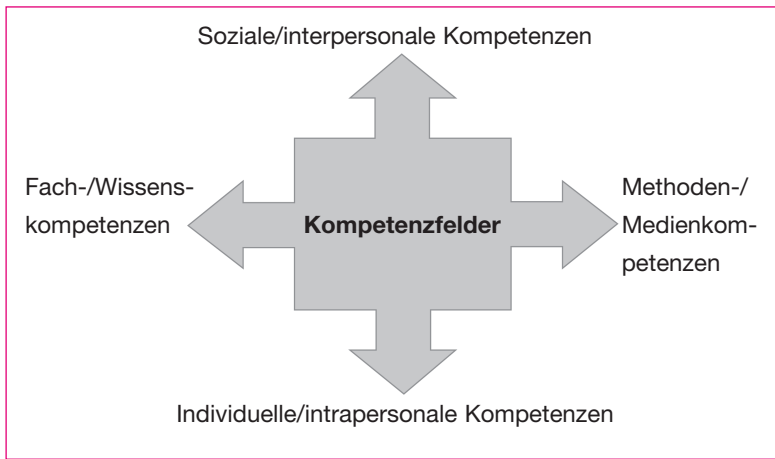 Soziale/interpersonale Kompetenzen
Fach-/Wissens-
kompetenzen
Kompetenzfelder
Methoden-/
Medienkom-
petenzen
Individuelle/intrapersonale Kompetenzen